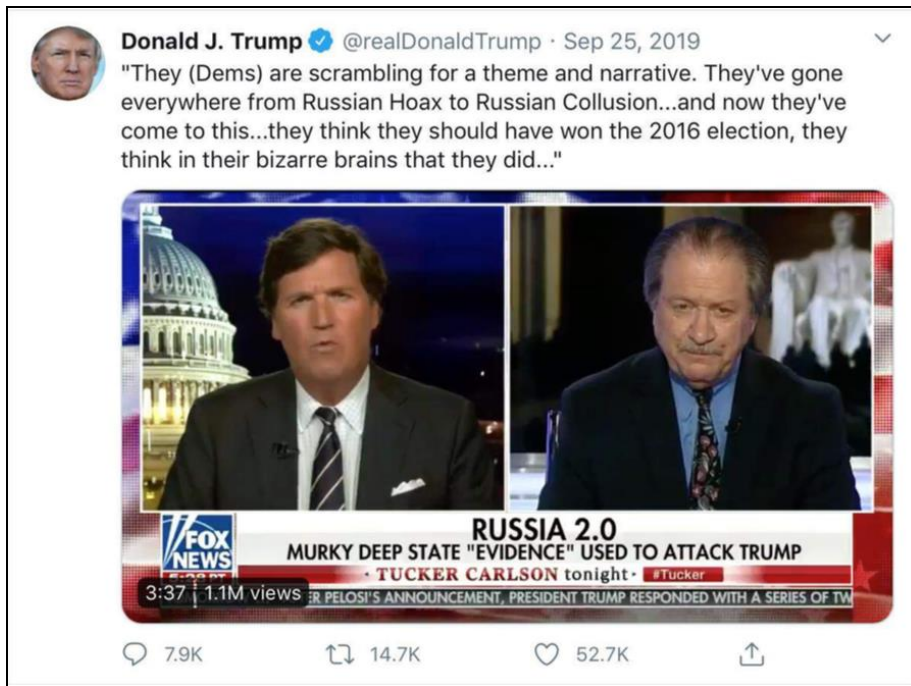 Donald J. Trump @realDonaldTrump · Sep 25, 2019
"They (Dems) are scrambling for a theme and narrative. They've gone
everywhere from Russian Hoax to Russian Collusion...and now they've
come to this...they think they should have won the 2016 election, they
think in their bizarre brains that they did..."
RUSSIA 2.0
FOX
NEWS
MURKY DEEP STATE "EVIDENCE" USED TO ATTACK TRUMP
· TUCKER CARLSON tonight · #Tucker
3:37 | 1.1M views
ER PELOSI'S ANNOUNCEMENT, PRESIDENT TRUMP RESPONDED WITH A SERIES OF TW
7.9K 14.7K 52.7K